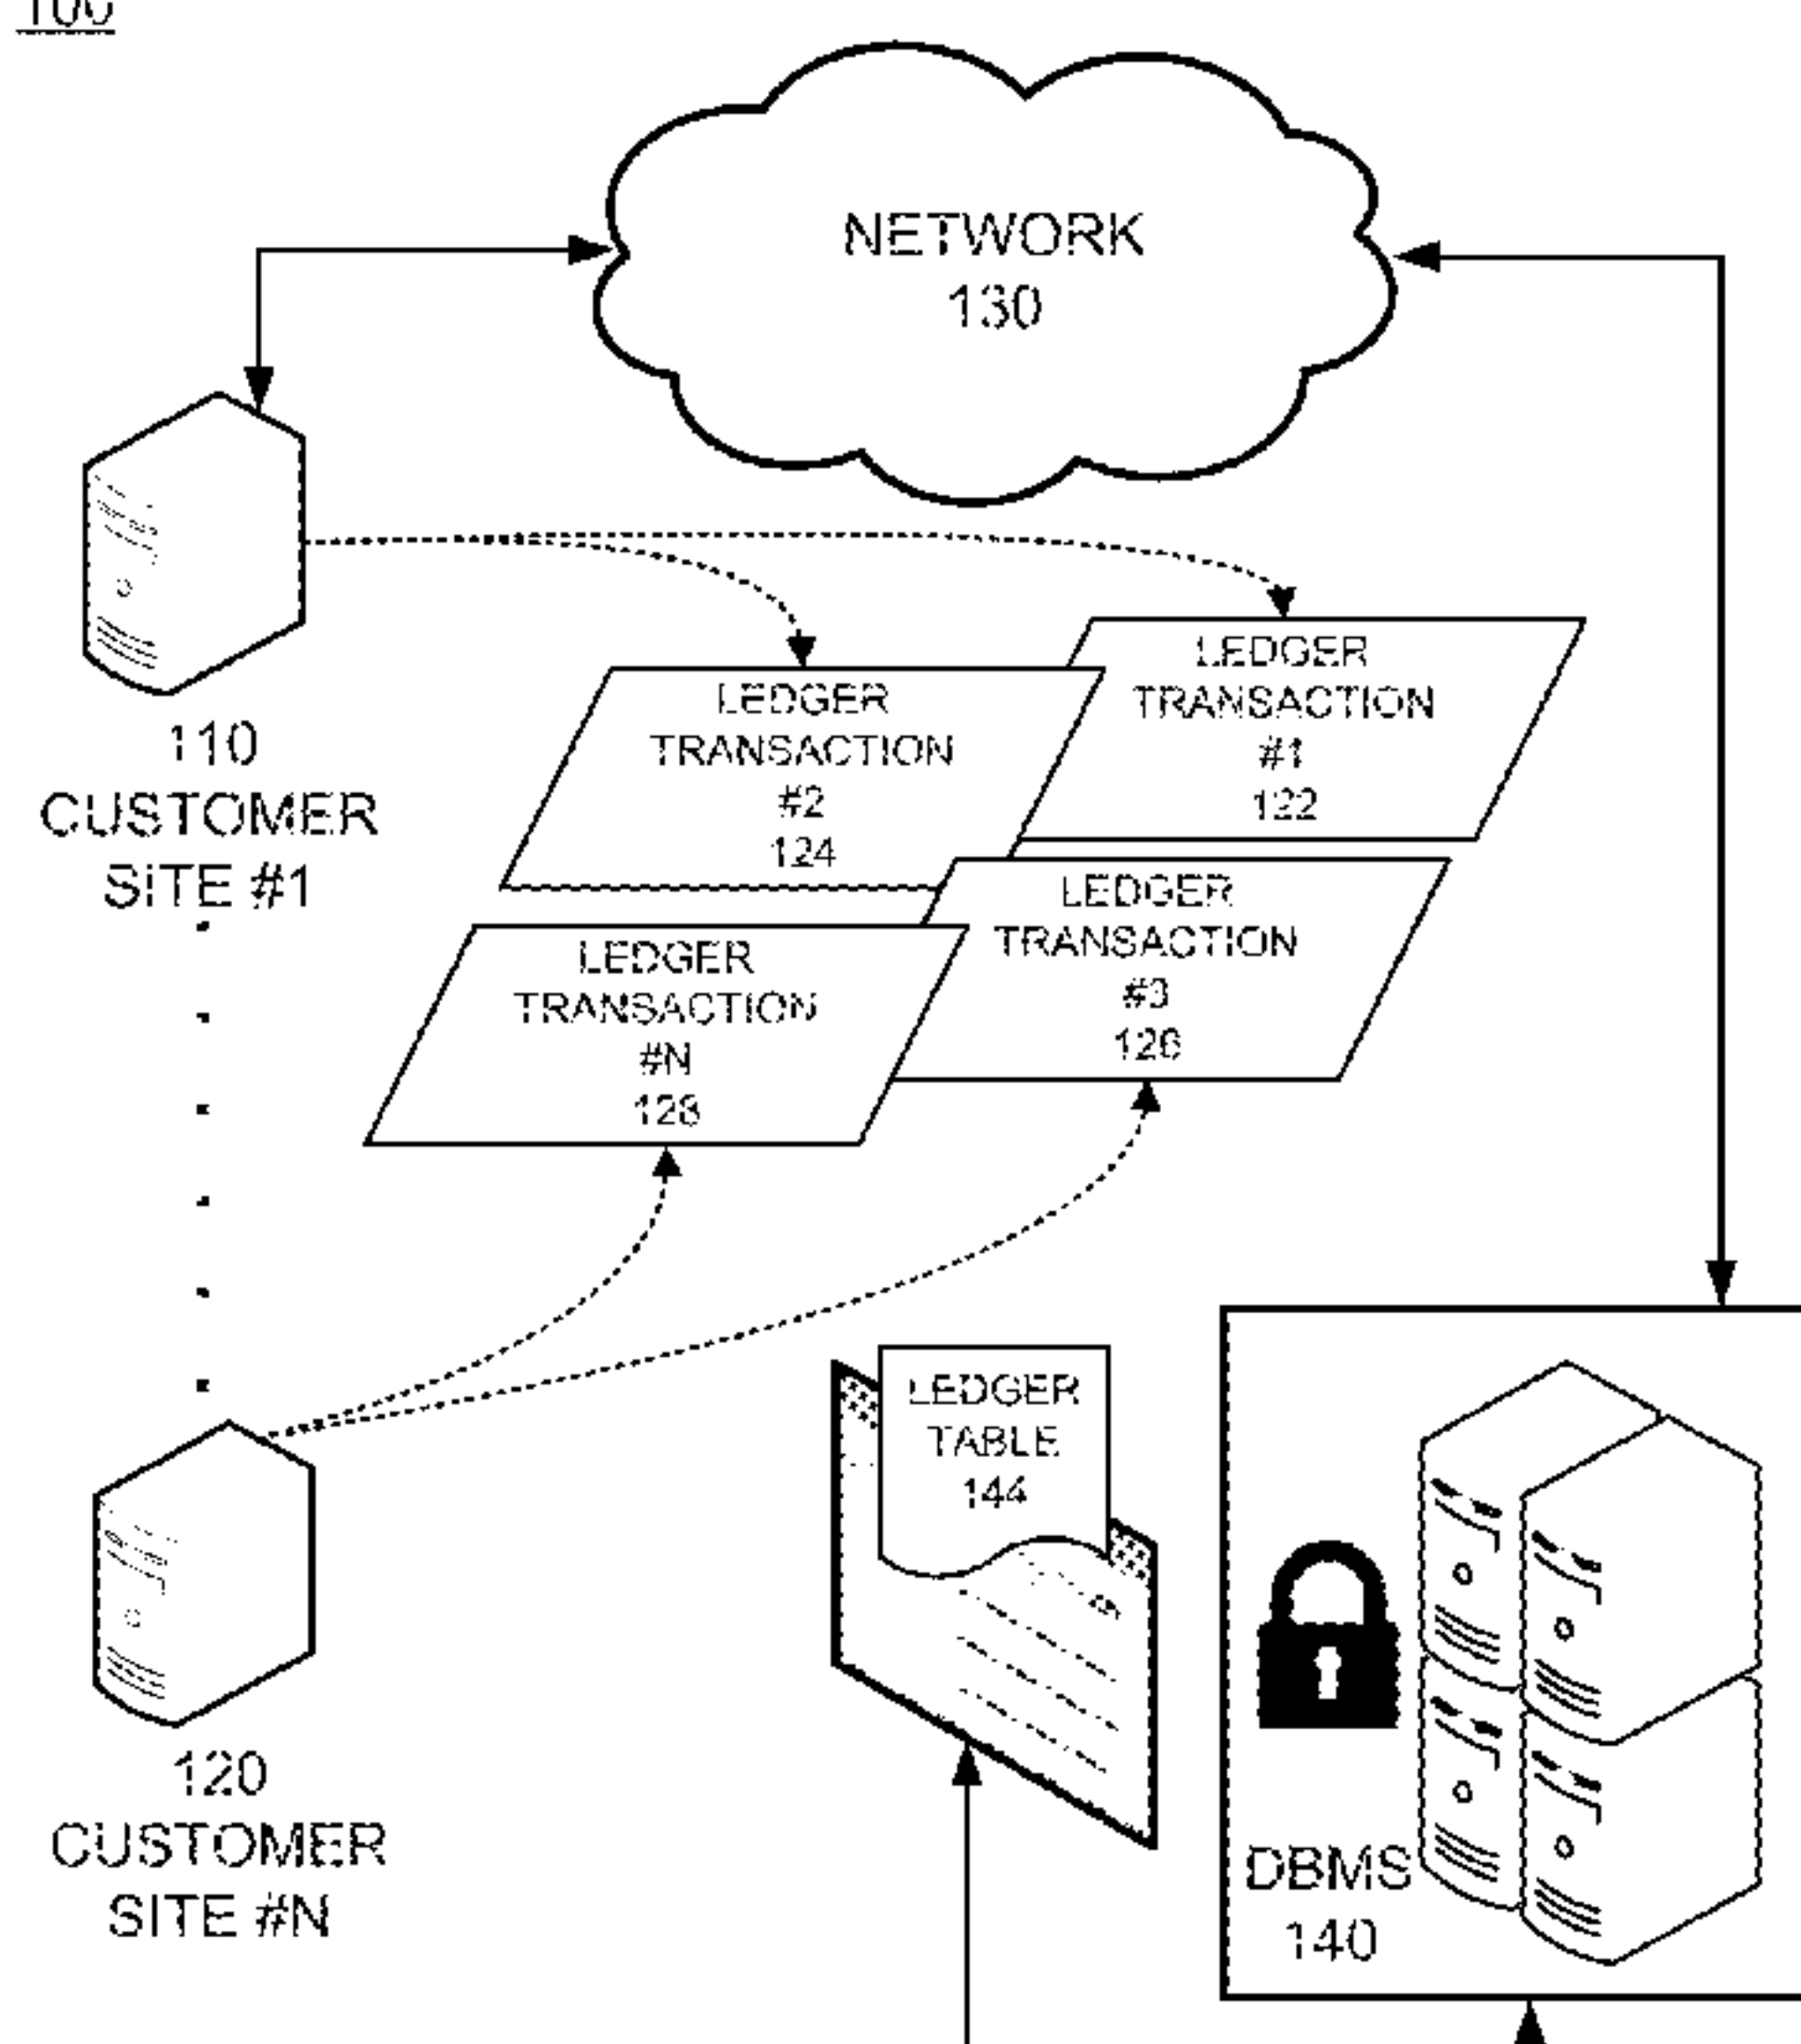 100
NETWORK
130
110
CUSTOMER
SITE #1
LEDGER
TRANSACTION
#1
122
LEDGER
TRANSACTION
#2
124
LEDGER
TRANSACTION
#3
126
LEDGER
TRANSACTION
#N
128
LEDGER
TABLE
144
120
CUSTOMER
SITE #N
DBMS
140